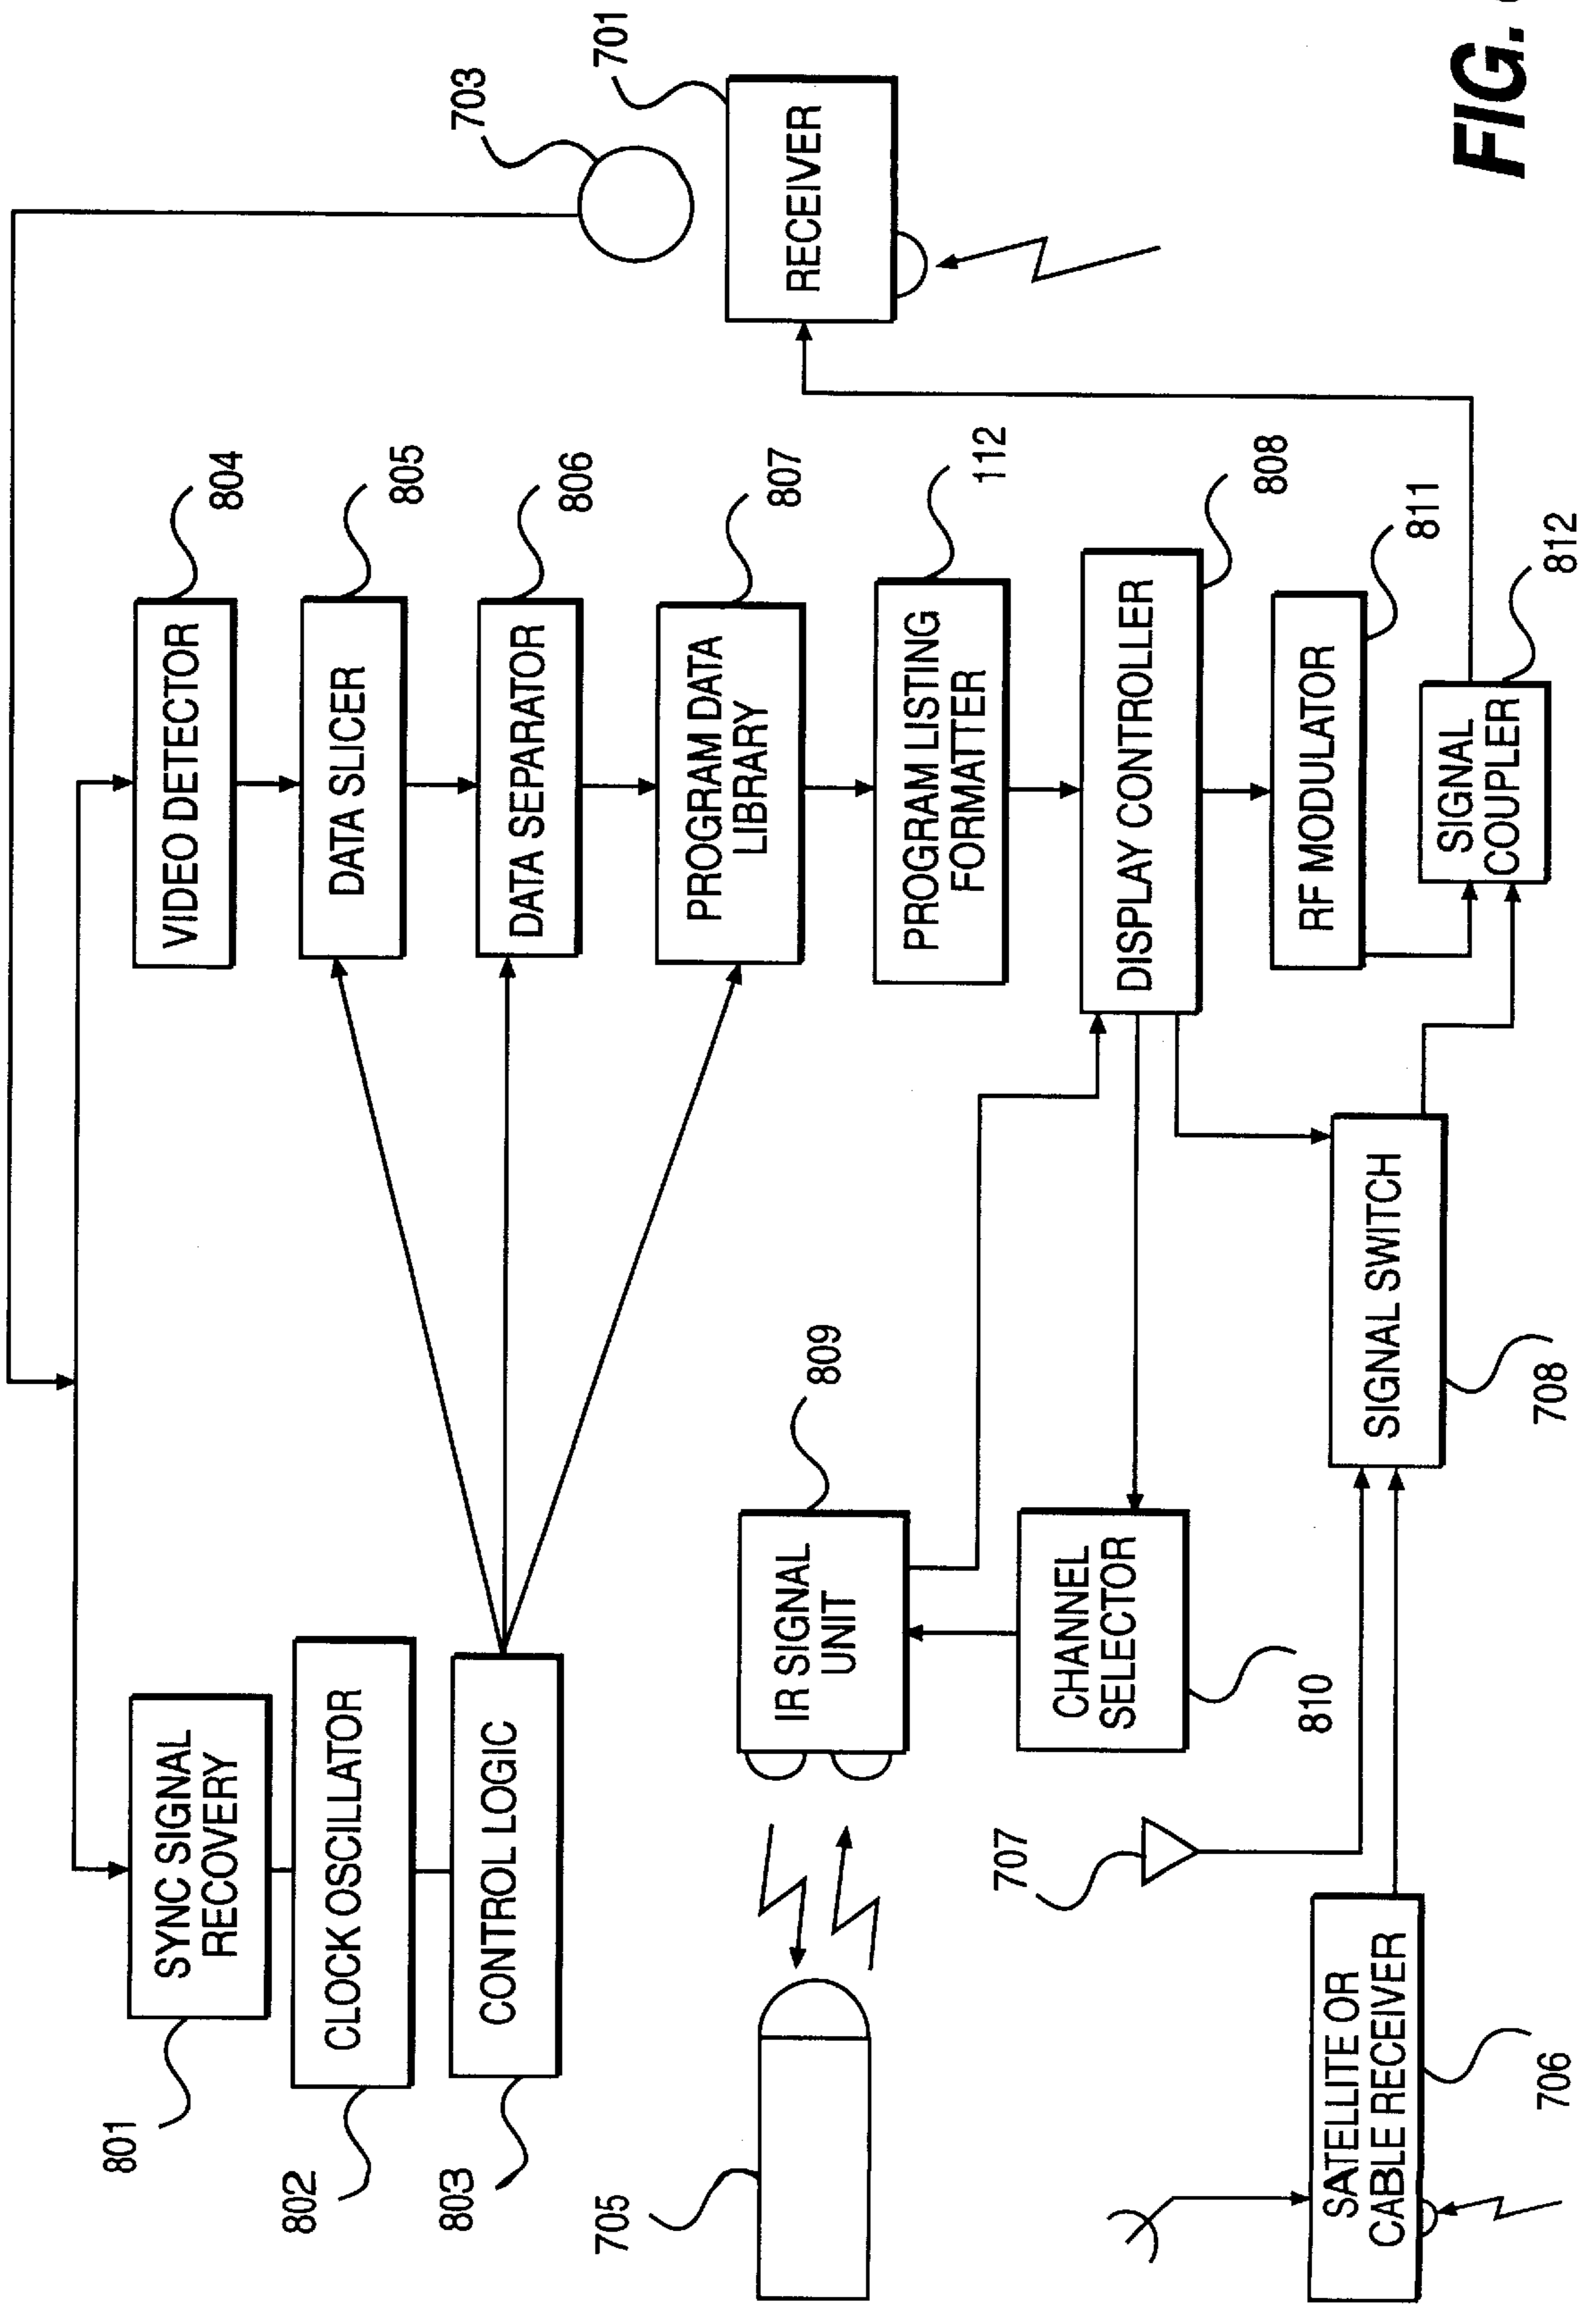 703
701
RECEIVER
804
VIDEO DETECTOR
805
DATA SLICER
806
DATA SEPARATOR
807
PROGRAM DATA
LIBRARY
112
PROGRAM LISTING
FORMATTER
808
DISPLAY CONTROLLER
811
RF MODULATOR
812
SIGNAL
COUPLER
SYNC SIGNAL
RECOVERY
801
CLOCK OSCILLATOR
802
CONTROL LOGIC
803
809
IR SIGNAL
UNIT
CHANNEL
SELECTOR
810
705
707
SIGNAL SWITCH
708
SATELLITE OR
CABLE RECEIVER
706
FIG.